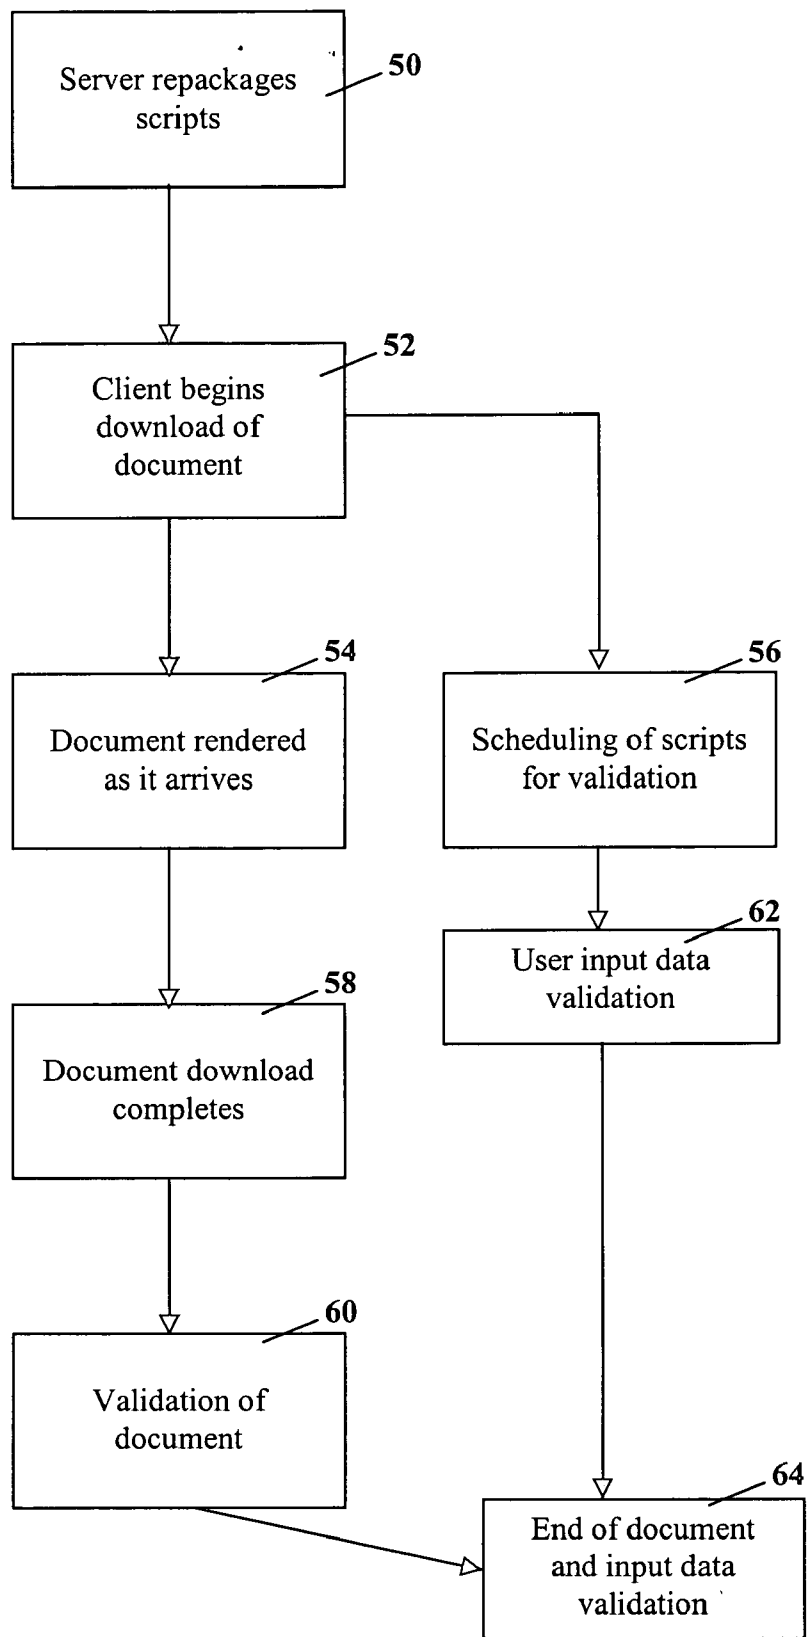 Server repackages
scripts
50
Client begins
download of
document
52
Document rendered
as it arrives
54
Scheduling of scripts
for validation
56
User input data
validation
62
Document download
completes
58
Validation of
document
60
End of document
and input data
validation
64